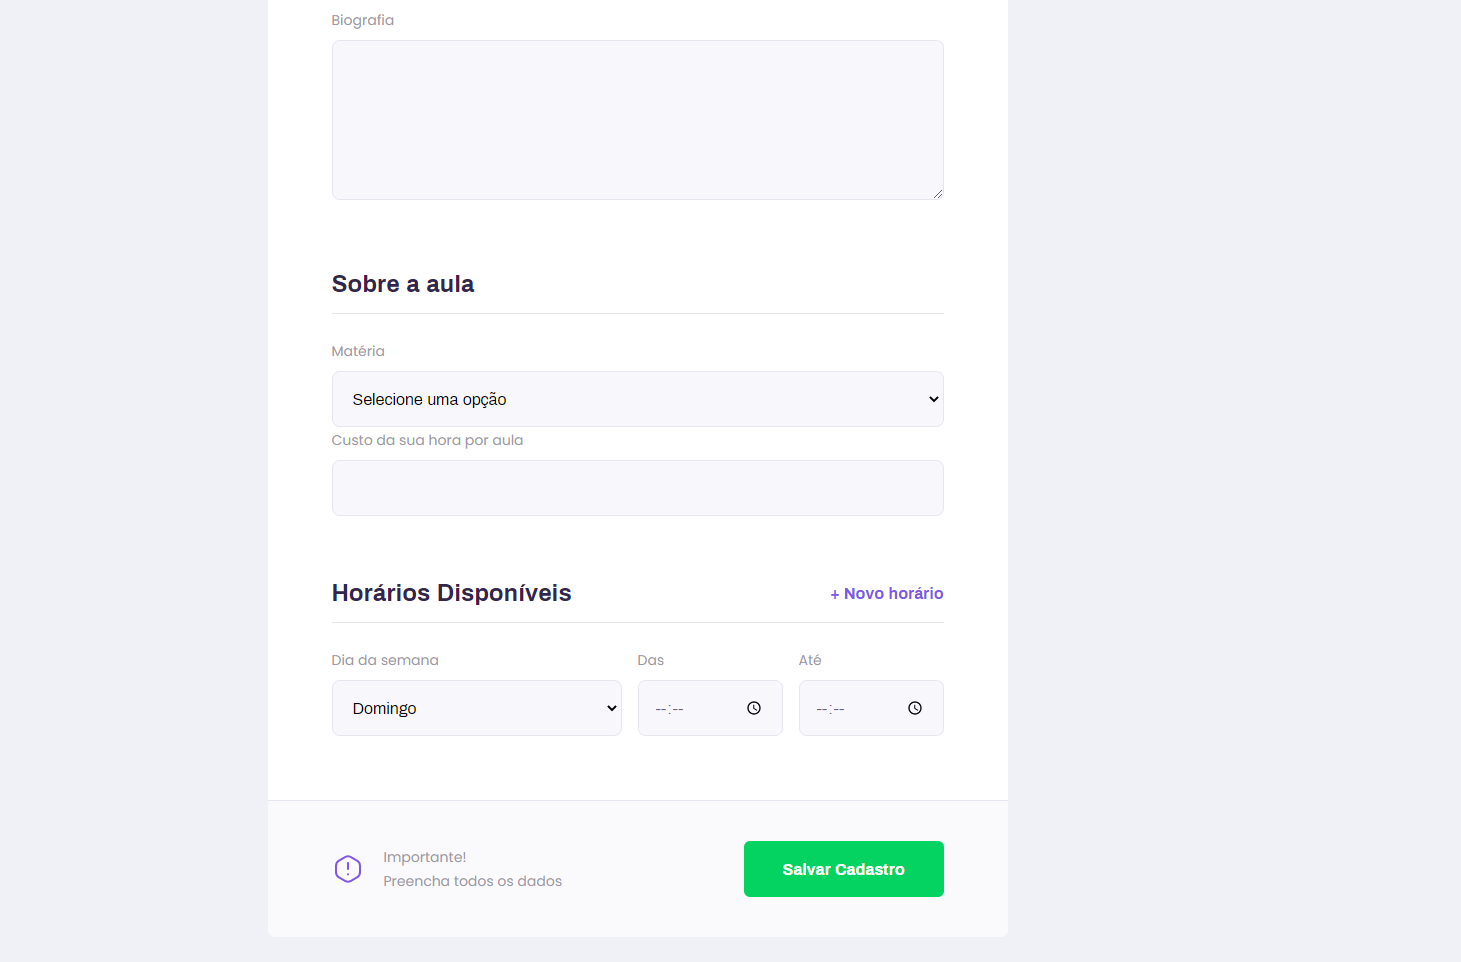 Biografia
Sobre a aula
Matéria
Selecione uma opção
Custo da sua hora por aula
Horários Disponíveis
+ Novo horário
Dia da semana
Das
Até
Domingo
--:--
--:--
Importante!
Preencha todos os dados
Salvar Cadastro